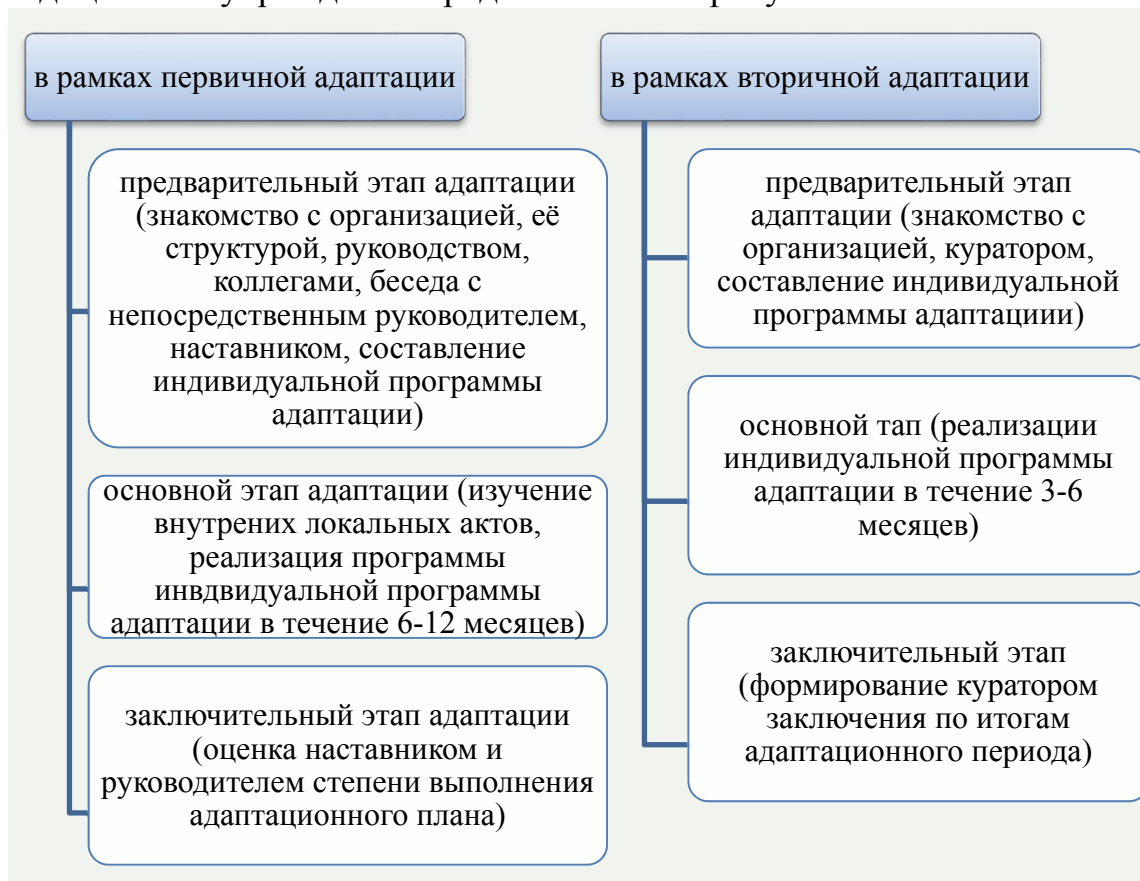 в рамках первичной адаптации
предварительный этап адаптации
(знакомство с организацией, её
структурой, руководством,
коллегами, беседа с
непосредственным руководителем,
наставником, составление
индивидуальной программы
адаптации)
основной этап адаптации (изучение
внутрених локальных актов,
реализация программы
инвдвидуальной программы
адаптации в течение 6-12 месяцев)
заключительный этап адаптации
(оценка наставником и
руководителем степени выполнения
адаптационного плана)
в рамках вторичной адаптации
предварительный этап
адаптации (знакомство с
организацией, куратором,
составление индивидуальной
программы адаптациии)
основной тап (реализации
индивидуальной программы
адаптации в течение 3-6
месяцев)
заключительный этап
(формирование куратором
заключения по итогам
адаптационного периода)